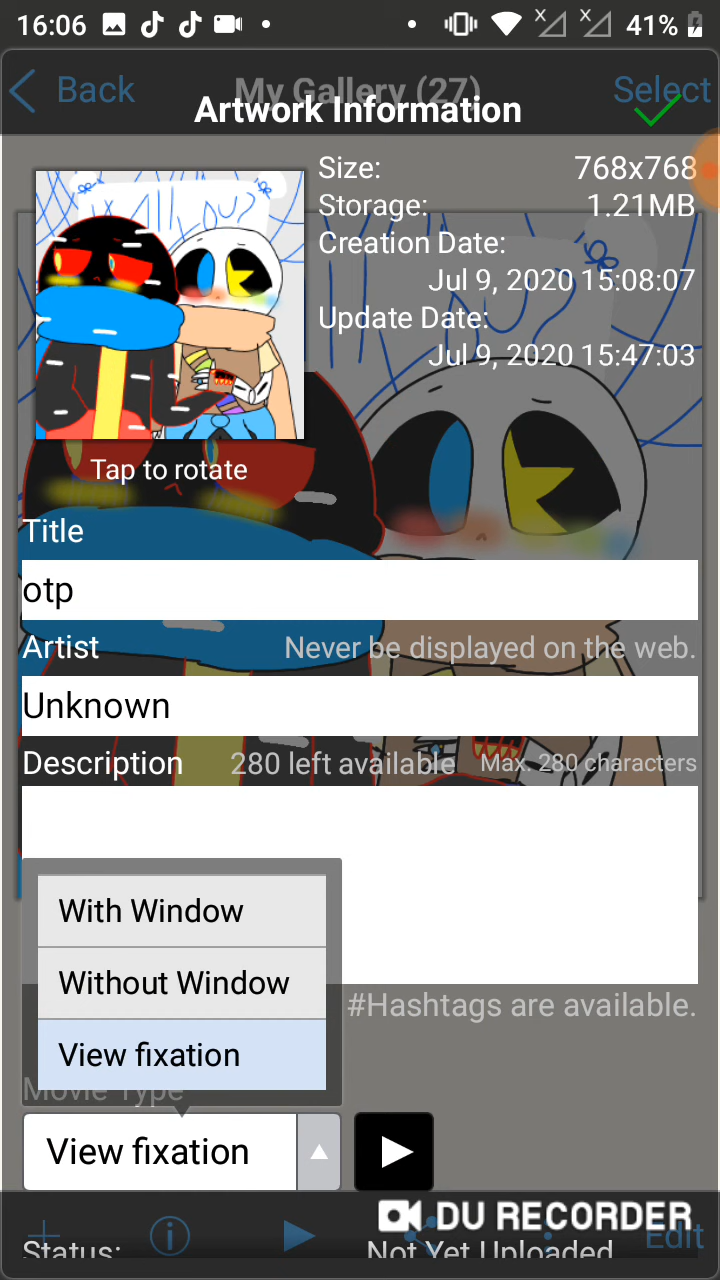 16:06
41%
Back
My Gallery (27)
Select
Artwork Information
Size: 768x768
Storage: 1.21MB
Creation Date:
Jul 9, 2020 15:08:07
Update Date:
Jul 9, 2020 15:47:03
Tap to rotate
Title
otp
Artist Never be displayed on the web.
Unknown
Description 280 left available Max. 280 characters
With Window
Without Window
View fixation
#Hashtags are available.
Movie Type
View fixation
DU RECORDER
Edit
Status: Not Yet Uploaded